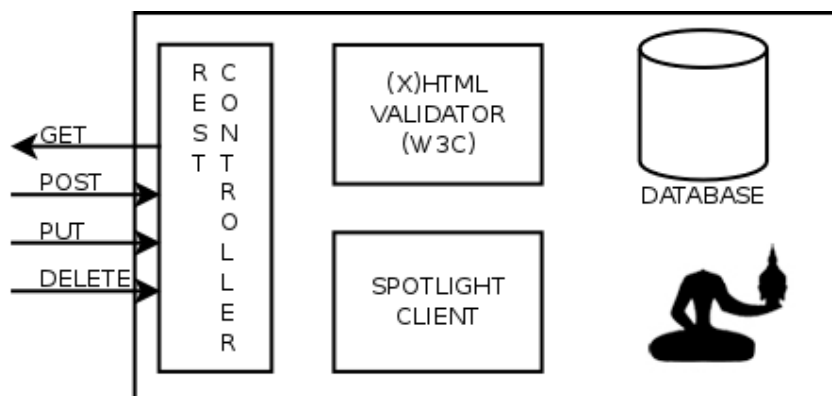 GET
POST
PUT
DELETE
REST
CONTROLLER
(X)HTML
VALIDATOR
(W3C)
SPOTLIGHT
CLIENT
DATABASE